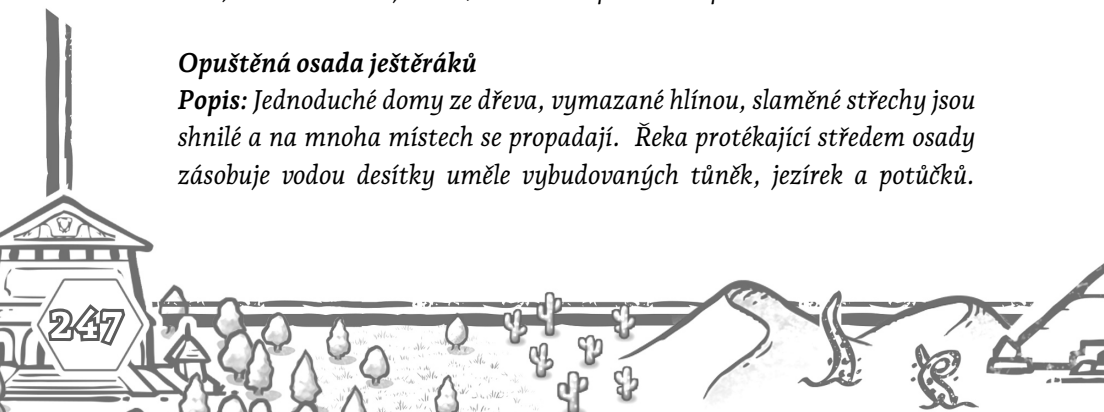 Opuštěná osada ještěráků
Popis: Jednoduché domy ze dřeva, vymazané hlínou, slaměné střechy jsou
shnilé a na mnoha místech se propadají.  Řeka protékající středem osady
zásobuje vodou desítky uměle vybudovaných tůněk, jezírek a potůčků.
247